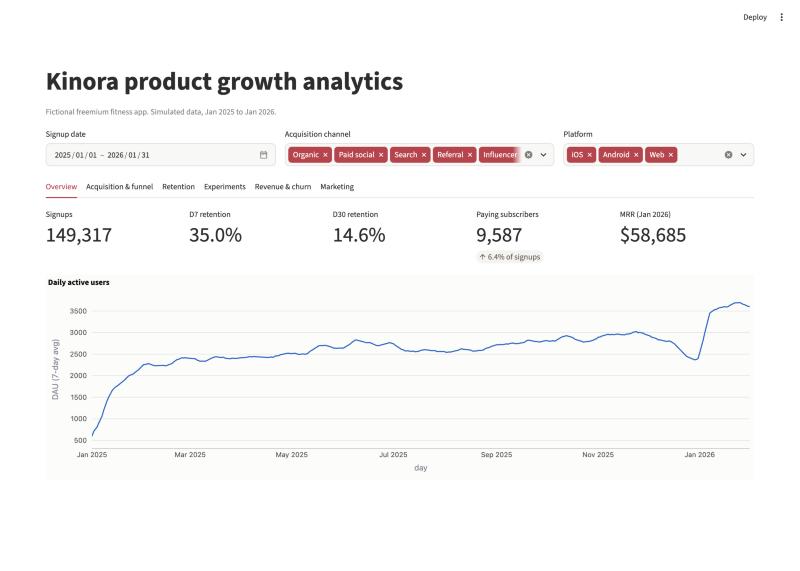 Deploy
Kinora product growth analytics
Fictional freemium fitness app. Simulated data, Jan 2025 to Jan 2026.
Signup date
Acquisition channel
Platform
2025/01/01 – 2026/01/31
Organic
Paid social
Search
Referral
Influencer
iOS
Android
Web
Overview
Acquisition & funnel
Retention
Experiments
Revenue & churn
Marketing
Signups
149,317
D7 retention
35.0%
D30 retention
14.6%
Paying subscribers
9,587
↑ 6.4% of signups
MRR (Jan 2026)
$58,685
Daily active users
DAU (7-day avg)
3500
3000
2500
2000
1500
1000
500
Jan 2025
Mar 2025
May 2025
Jul 2025
Sep 2025
Nov 2025
Jan 2026
day